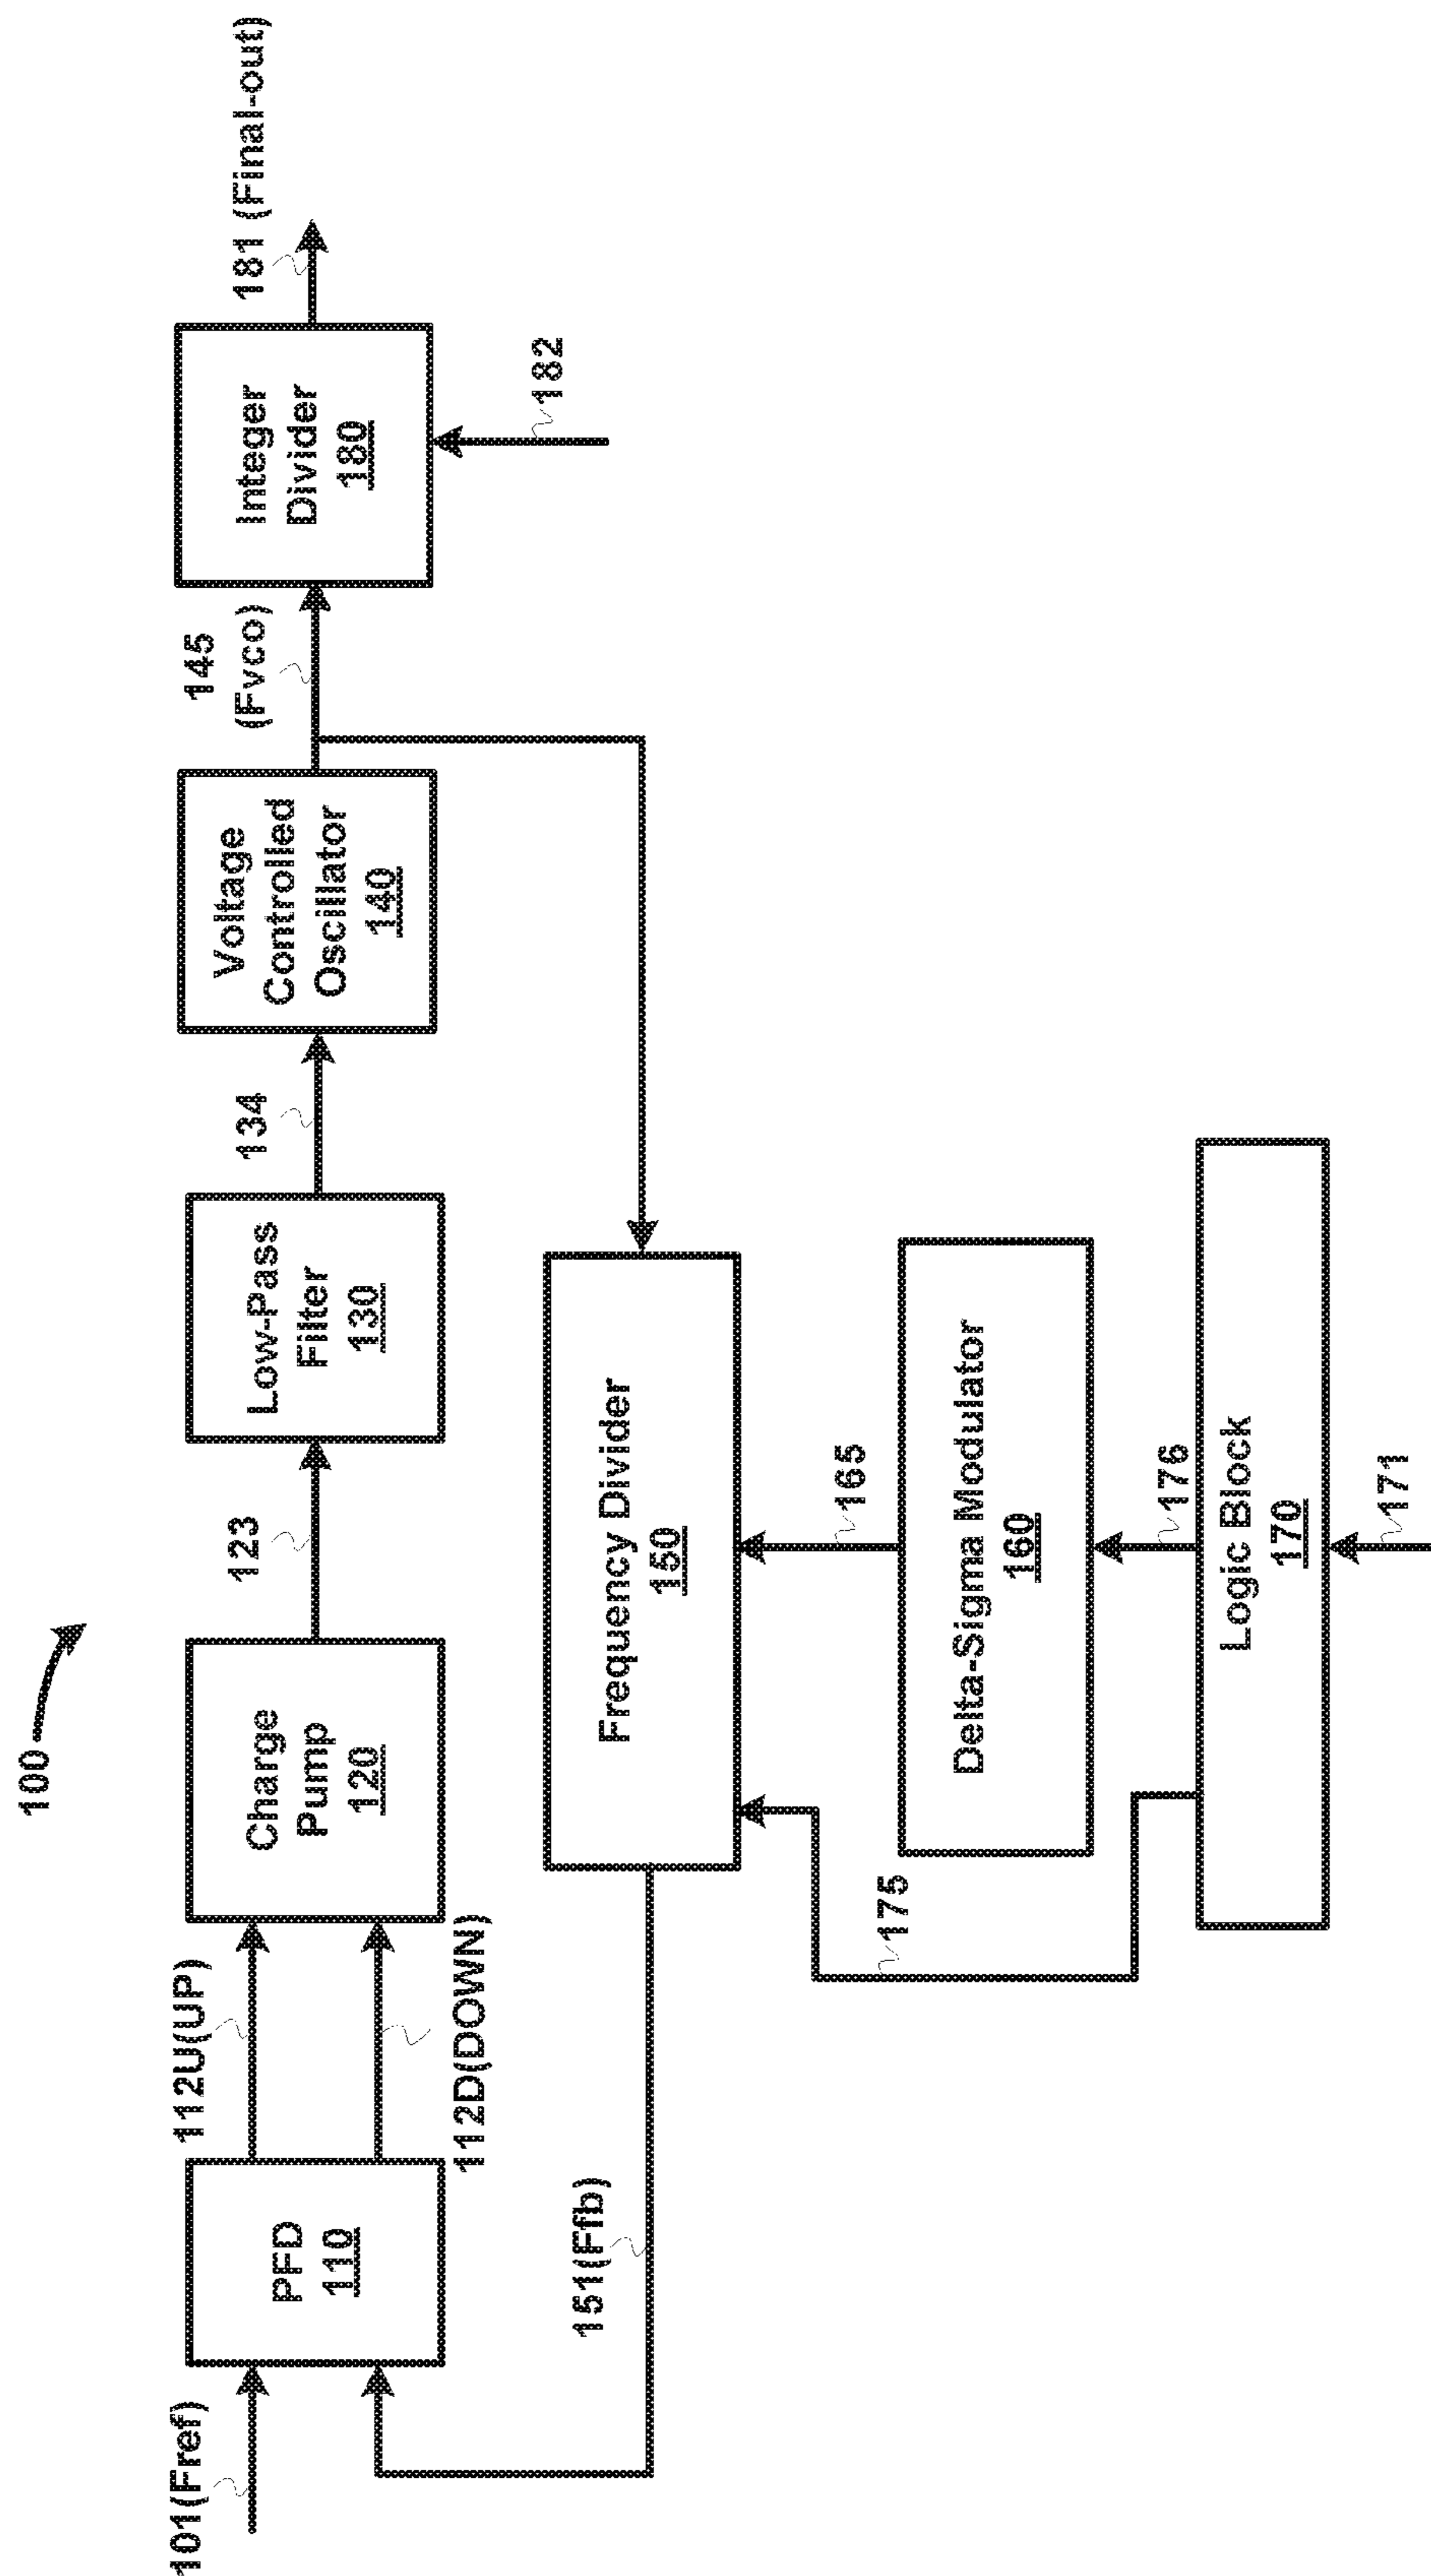 100
101(Fref)
PFD
110
112U(UP)
112D(DOWN)
Charge
Pump
120
123
Low-Pass
Filter
130
134
Voltage
Controlled
Oscillator
140
145
(Fvco)
Integer
Divider
180
181 (Final-out)
182
151(Ffb)
Frequency Divider
150
165
175
Delta-Sigma Modulator
160
176
Logic Block
170
171